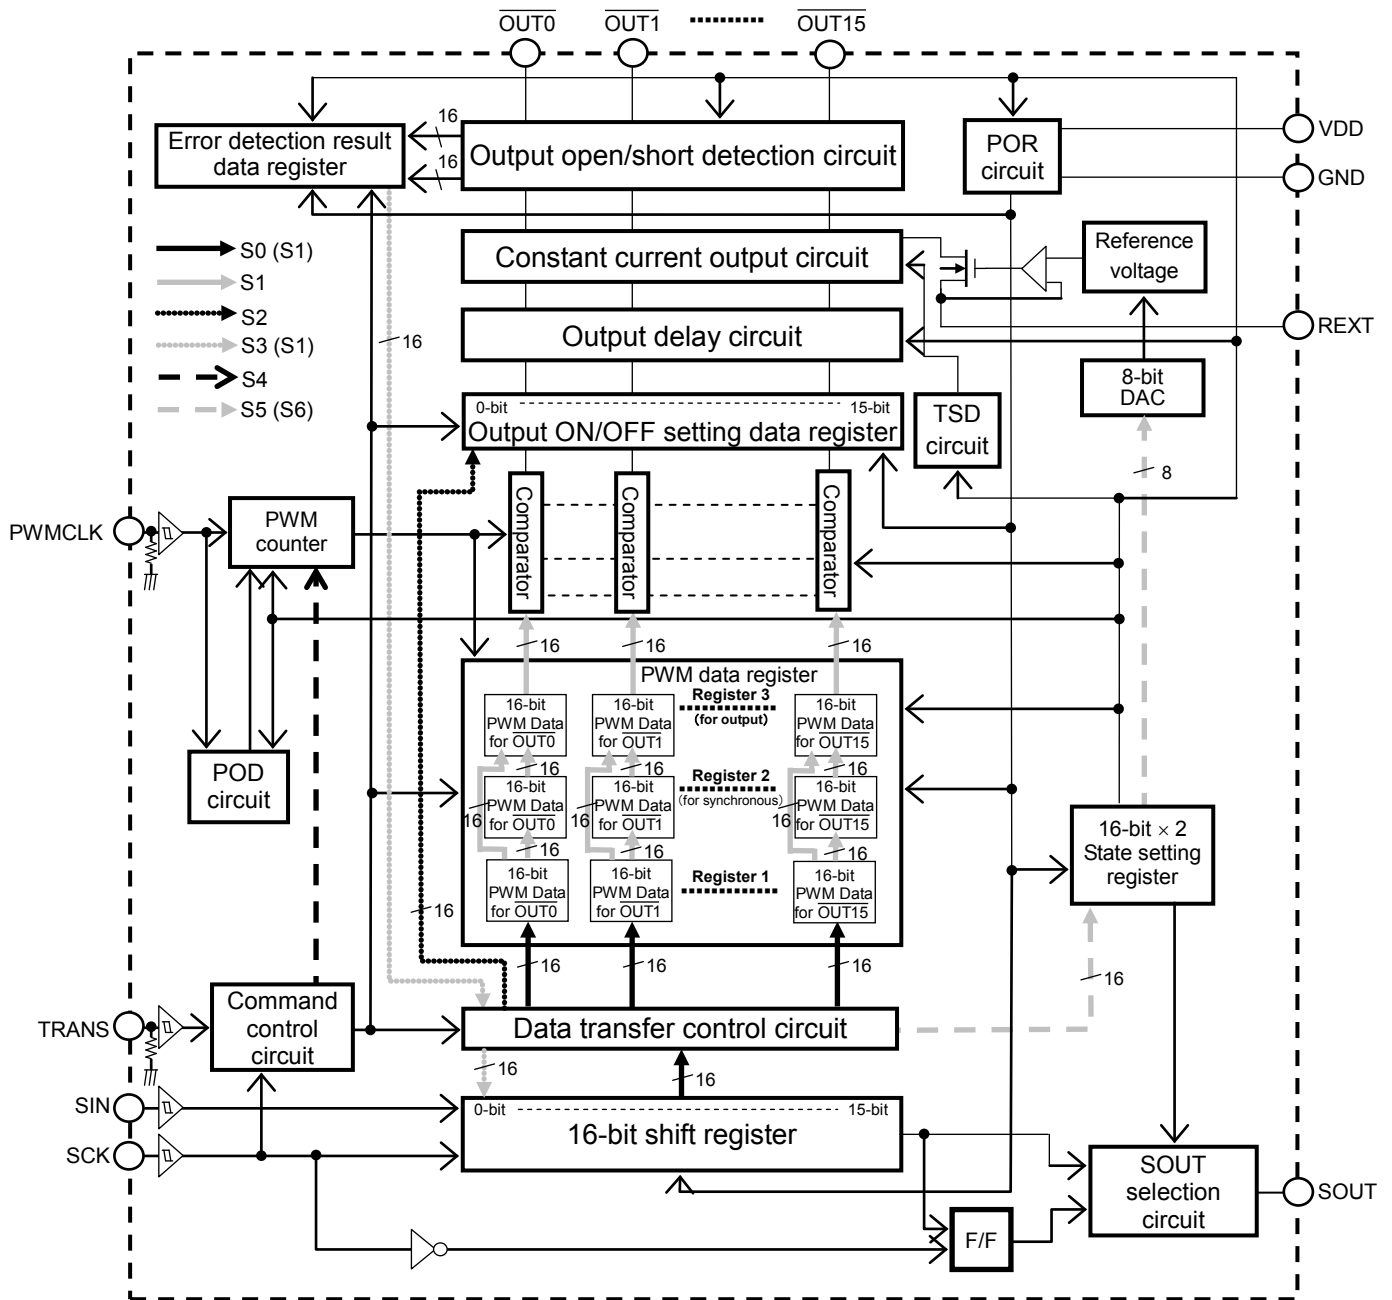 OUT0 OUT1 OUT15
VDD
GND
REXT
Error detection result
data register
16
16
Output open/short detection circuit
POR
circuit
S0 (S1)
S1
S2
S3 (S1)
S4
S5 (S6)
Constant current output circuit
Reference
voltage
16
Output delay circuit
8-bit
DAC
0-bit 15-bit
Output ON/OFF setting data register
TSD
circuit
8
PWMCLK
PWM
counter
Comparator
Comparator
Comparator
16 16 16
PWM data register
16-bit
PWM Data
for OUT0
16-bit
PWM Data
for OUT1
Register 3
(for output)
16-bit
PWM Data
for OUT15
16 16 16
POD
circuit
16
16-bit
PWM Data
for OUT0
16
16-bit
PWM Data
for OUT1
Register 2
(for synchronous)
16
16-bit
PWM Data
for OUT15
16 16 16
16-bit × 2
State setting
register
16-bit
PWM Data
for OUT0
16-bit
PWM Data
for OUT1
Register 1
16-bit
PWM Data
for OUT15
16
16 16 16
16
TRANS
Command
control
circuit
Data transfer control circuit
16
16
SIN
SCK
0-bit 15-bit
16-bit shift register
SOUT
selection
circuit
SOUT
F/F